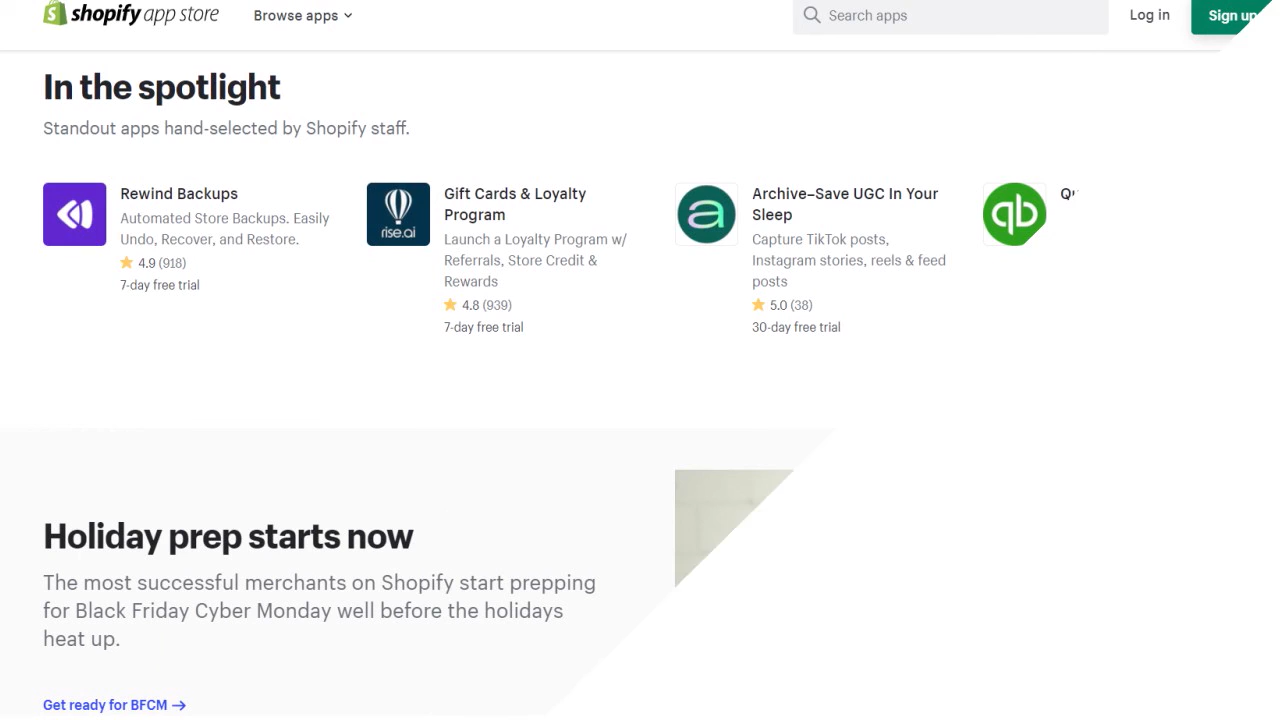 shopify app store
Browse apps
Search apps
Log in
Sign up
In the spotlight
Standout apps hand-selected by Shopify staff.
Rewind Backups
Automated Store Backups. Easily
Undo, Recover, and Restore.
4.9 (918)
7-day free trial
rise.ai
Gift Cards & Loyalty
Program
Launch a Loyalty Program w/
Referrals, Store Credit &
Rewards
4.8 (939)
7-day free trial
a
Archive–Save UGC In Your
Sleep
Capture TikTok posts,
Instagram stories, reels & feed
posts
5.0 (38)
30-day free trial
qb
Holiday prep starts now
The most successful merchants on Shopify start prepping
for Black Friday Cyber Monday well before the holidays
heat up.
Get ready for BFCM →